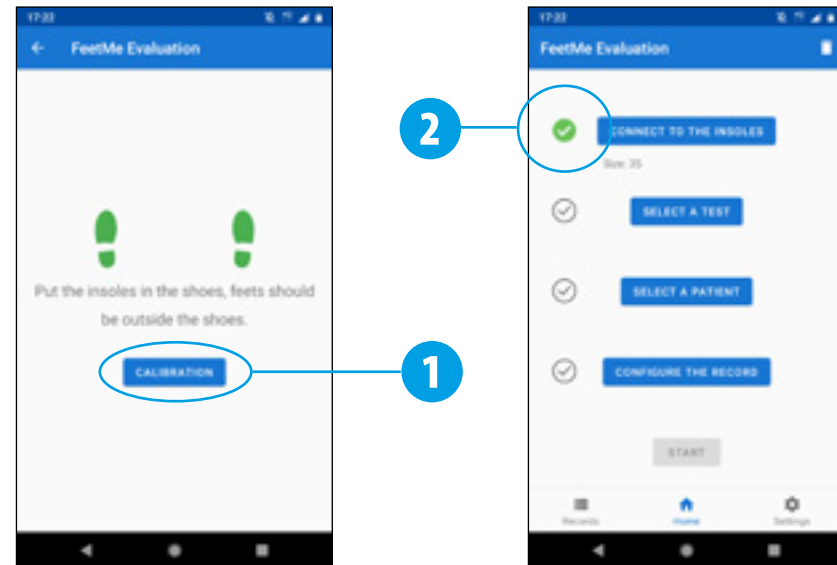 17:22
FeetMe Evaluation
Put the insoles in the shoes, feets should
be outside the shoes.
CALIBRATION
1
2
17:22
FeetMe Evaluation
CONNECT TO THE INSOLES
Size: 35
SELECT A TEST
SELECT A PATIENT
CONFIGURE THE RECORD
START
Records
Home
Settings